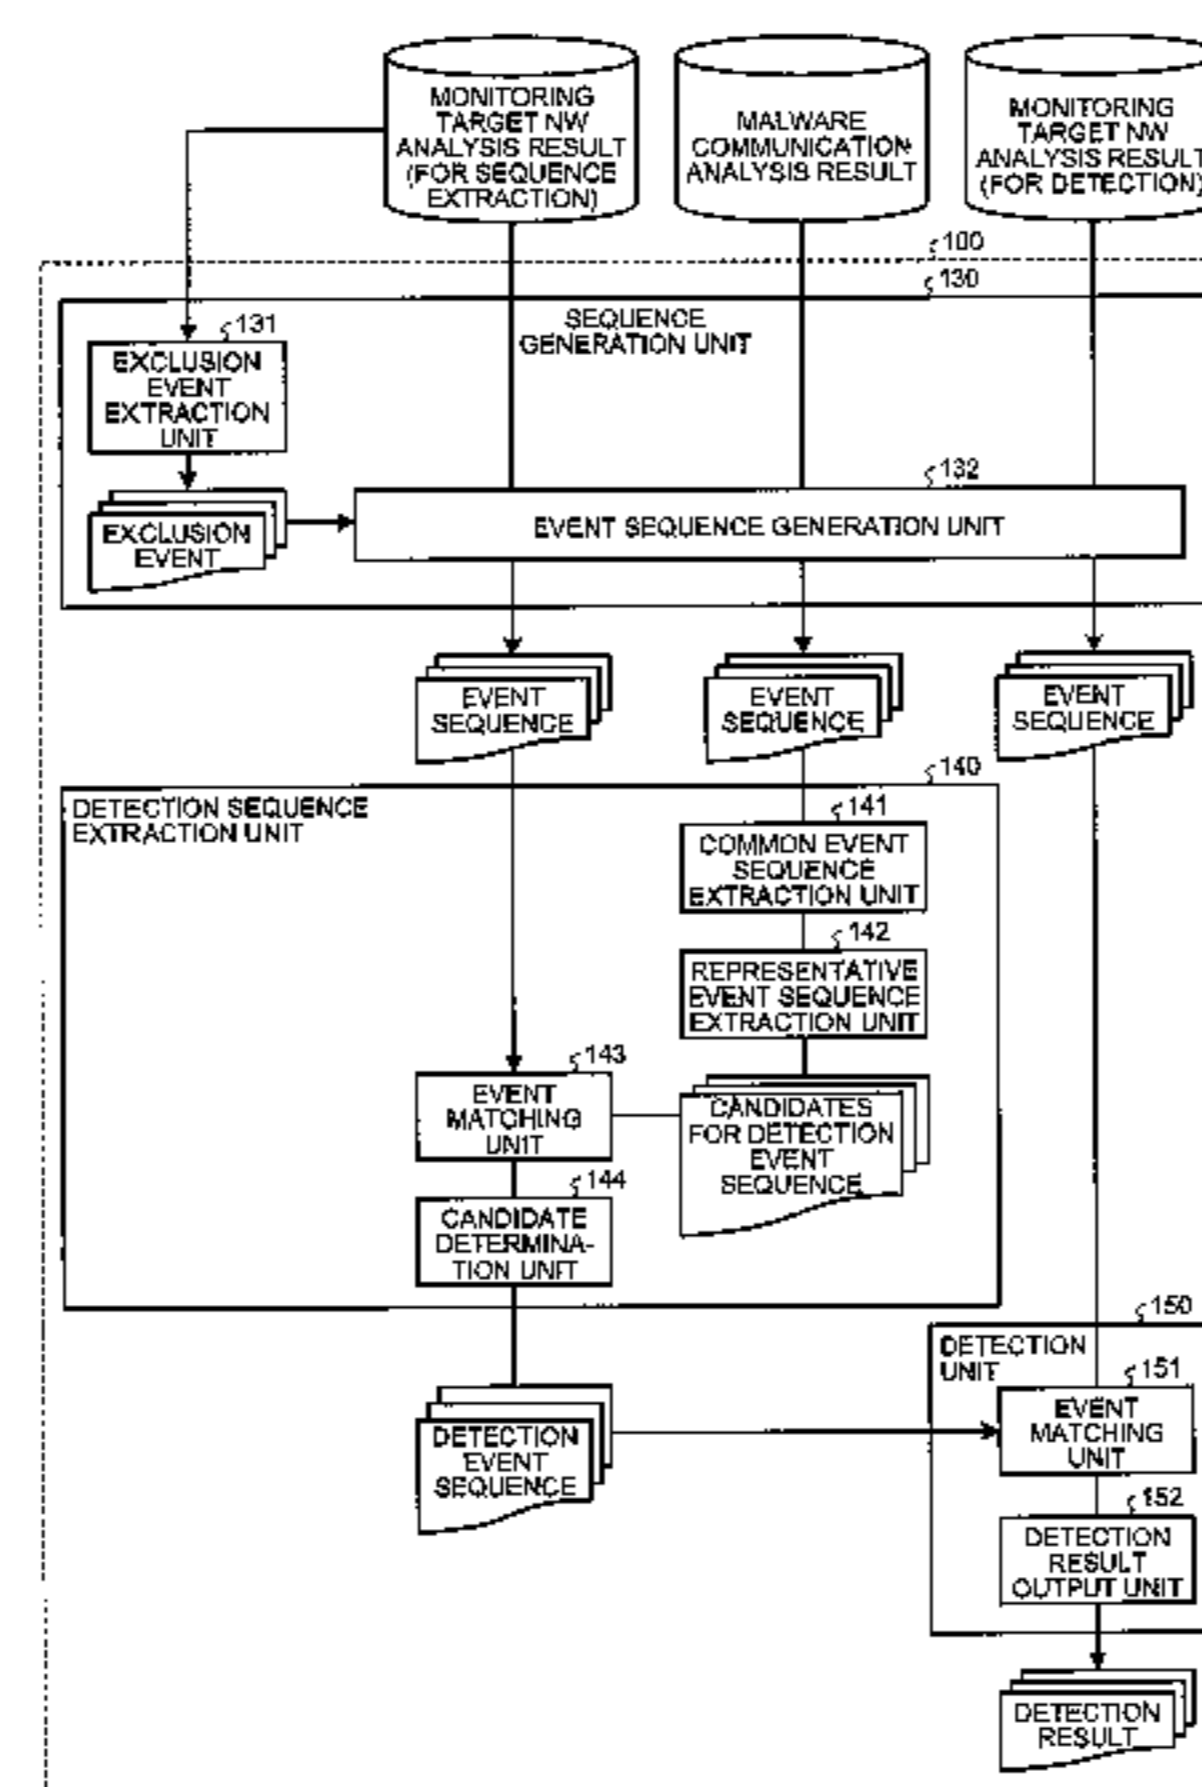 MONITORING
TARGET NW
ANALYSIS RESULT
(FOR SEQUENCE
EXTRACTION)
MALWARE
COMMUNICATION
ANALYSIS RESULT
MONITORING
TARGET NW
ANALYSIS RESULT
(FOR DETECTION)
100
130
SEQUENCE
GENERATION UNIT
131
EXCLUSION
EVENT
EXTRACTION
UNIT
132
EXCLUSION
EVENT
EVENT SEQUENCE GENERATION UNIT
EVENT
SEQUENCE
EVENT
SEQUENCE
EVENT
SEQUENCE
140
DETECTION SEQUENCE
EXTRACTION UNIT
141
COMMON EVENT
SEQUENCE
EXTRACTION UNIT
142
REPRESENTATIVE
EVENT SEQUENCE
EXTRACTION UNIT
143
EVENT
MATCHING
UNIT
CANDIDATES
FOR DETECTION
EVENT
SEQUENCE
144
CANDIDATE
DETERMINA-
TION UNIT
150
DETECTION
UNIT
151
EVENT
MATCHING
UNIT
DETECTION
EVENT
SEQUENCE
152
DETECTION
RESULT
OUTPUT UNIT
DETECTION
RESULT